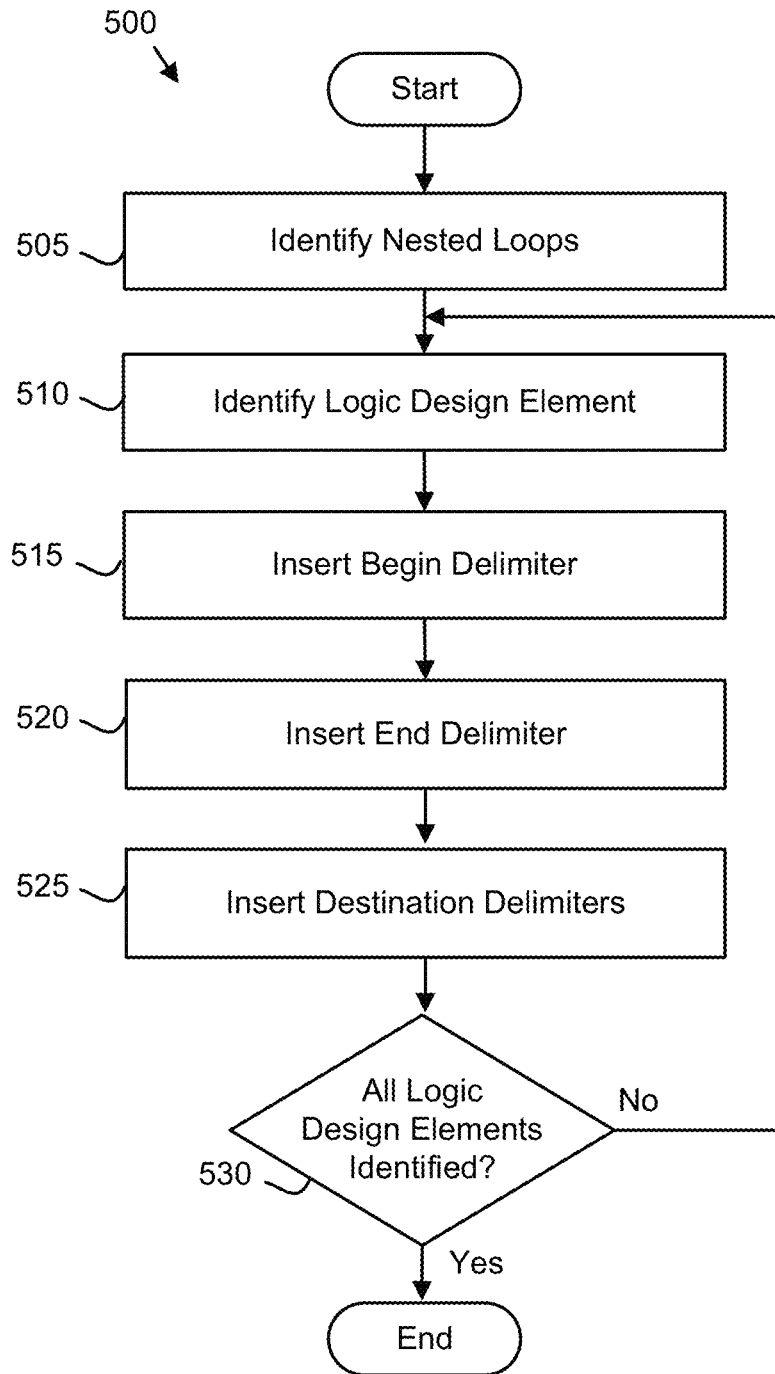 500
Start
505
Identify Nested Loops
510
Identify Logic Design Element
515
Insert Begin Delimiter
520
Insert End Delimiter
525
Insert Destination Delimiters
All Logic
Design Elements
Identified?
No
530
Yes
End